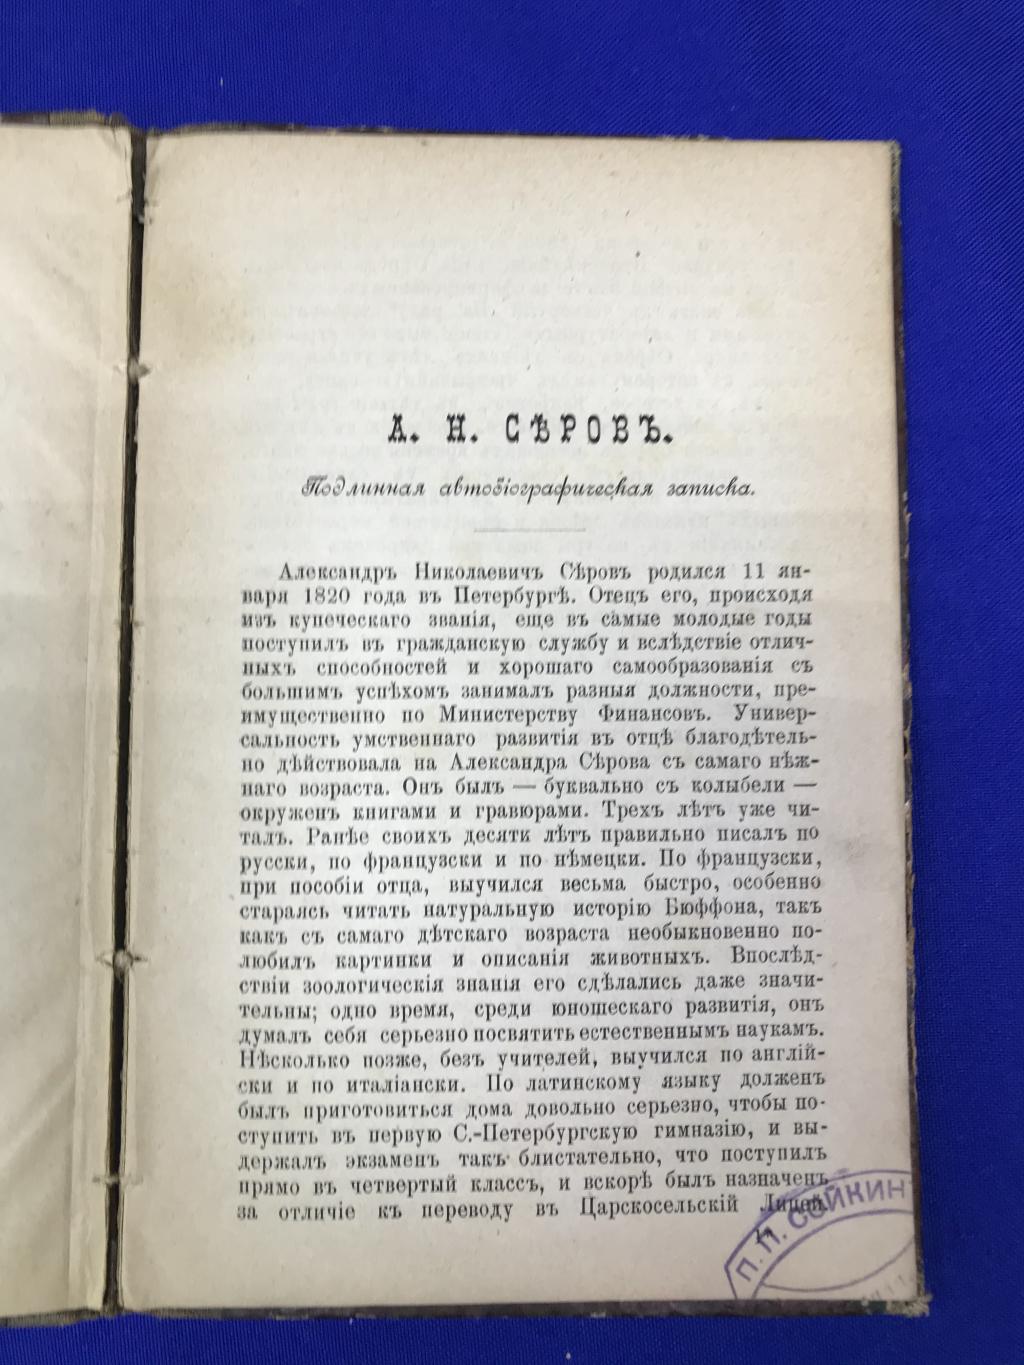 А. Н. СѢРОВЪ.
Подлинная автобіографическая записка.
Александръ Николаевичъ Сѣровъ родился 11 ян-
варя 1820 года въ Петербургѣ. Отецъ его, происходя
изъ купеческаго званія, еще въ самые молодые годы
поступилъ въ гражданскую службу и вслѣдствіе отлич-
ныхъ способностей и хорошаго самообразованія съ
большимъ успѣхомъ занималъ разныя должности, пре-
имущественно по Министерству Финансовъ. Универ-
сальность умственнаго развитія въ отцѣ благодѣтель-
но дѣйствовала на Александра Сѣрова съ самаго нѣж-
наго возраста. Онъ былъ — буквально съ колыбели —
окруженъ книгами и гравюрами. Трехъ лѣтъ уже чи-
талъ. Ранѣе своихъ десяти лѣтъ правильно писалъ по
русски, по французски и по нѣмецки. По французски,
при пособіи отца, выучился весьма быстро, особенно
стараясь читать натуральную исторію Бюффона, такъ
какъ съ самаго дѣтскаго возраста необыкновенно по-
любилъ картинки и описанія животныхъ. Впослѣд-
ствіи зоологическія знанія его сдѣлались даже значи-
тельны; одно время, среди юношескаго развитія, онъ
думалъ себя серьезно посвятить естественнымъ наукамъ.
Нѣсколько позже, безъ учителей, выучился по англій-
ски и по италіански. По латинскому языку долженъ
былъ приготовиться дома довольно серьезно, чтобы по-
ступить въ первую С.-Петербургскую гимназію, и вы-
держалъ экзаменъ такъ блистательно, что поступилъ
прямо въ четвертый классъ, и вскорѣ былъ назначенъ
за отличіе къ переводу въ Царскосельскій Лицей.
1*
П. П. СОЙКИНЪ